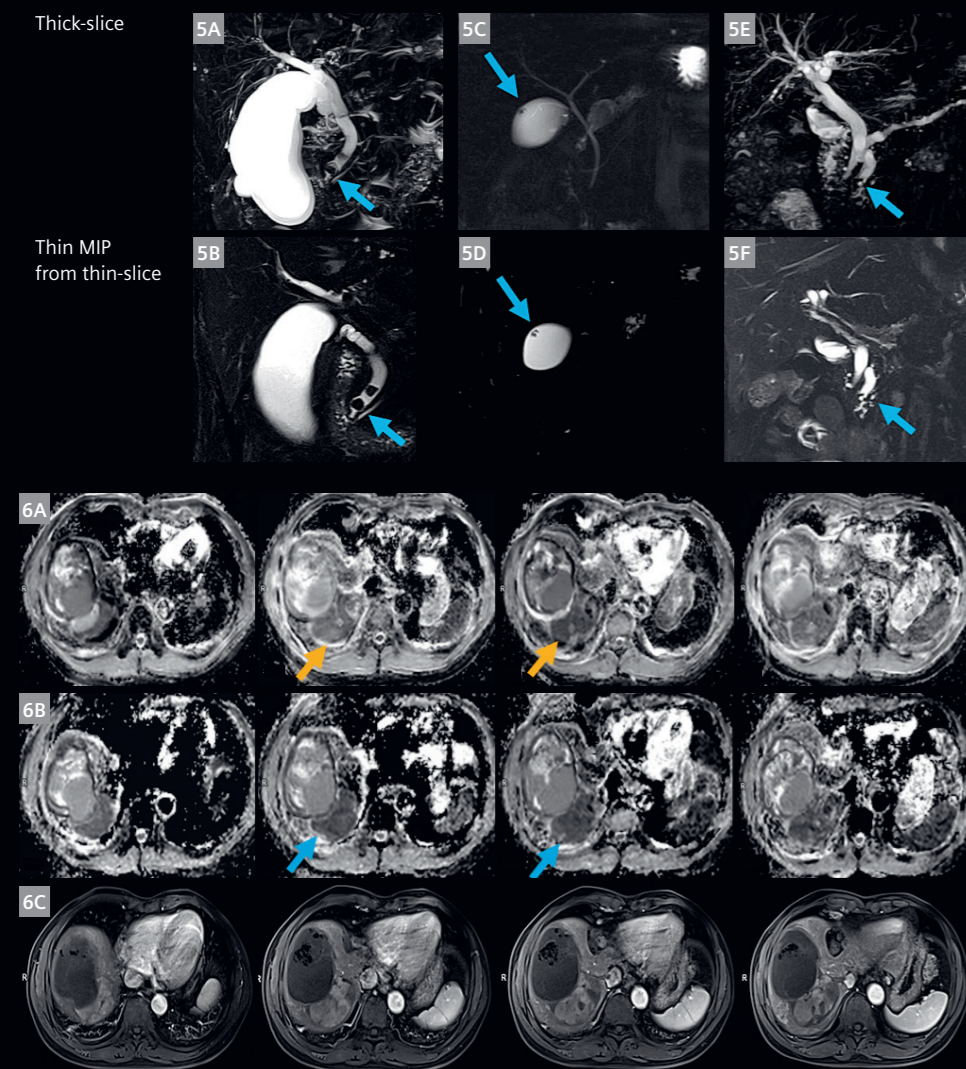 Thick-slice
5A
5C
5E
Thin MIP
from thin-slice
5B
5D
5F
6A
R
R
R
R
6B
R
R
R
R
6C
R
R
R
R